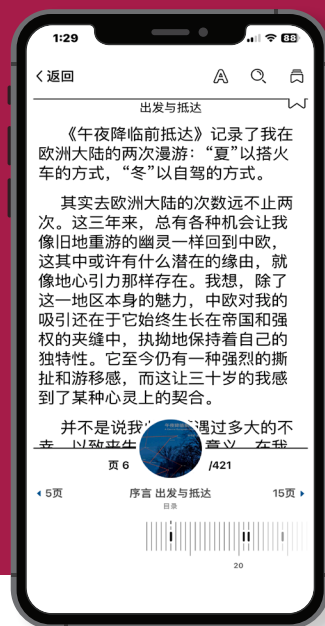 1:29
88
返回
出发与抵达
《午夜降临前抵达》记录了我在
欧洲大陆的两次漫游：“夏”以搭火
车的方式，“冬”以自驾的方式。
其实去欧洲大陆的次数远不止两
次。这三年来，总有各种机会让我
像旧地重游的幽灵一样回到中欧，
这其中或许有什么潜在的缘由，就
像地心引力那样存在。我想，除了
这一地区本身的魅力，中欧对我的
吸引还在于它始终生长在帝国和强
权的夹缝中，执拗地保持着自己的
独特性。它至今仍有一种强烈的撕
扯和游移感，而这让三十岁的我感
到了某种心灵上的契合。
并不是说我 遇过多大的不
页 6 /421
5页 序言 出发与抵达 15页
目录
20